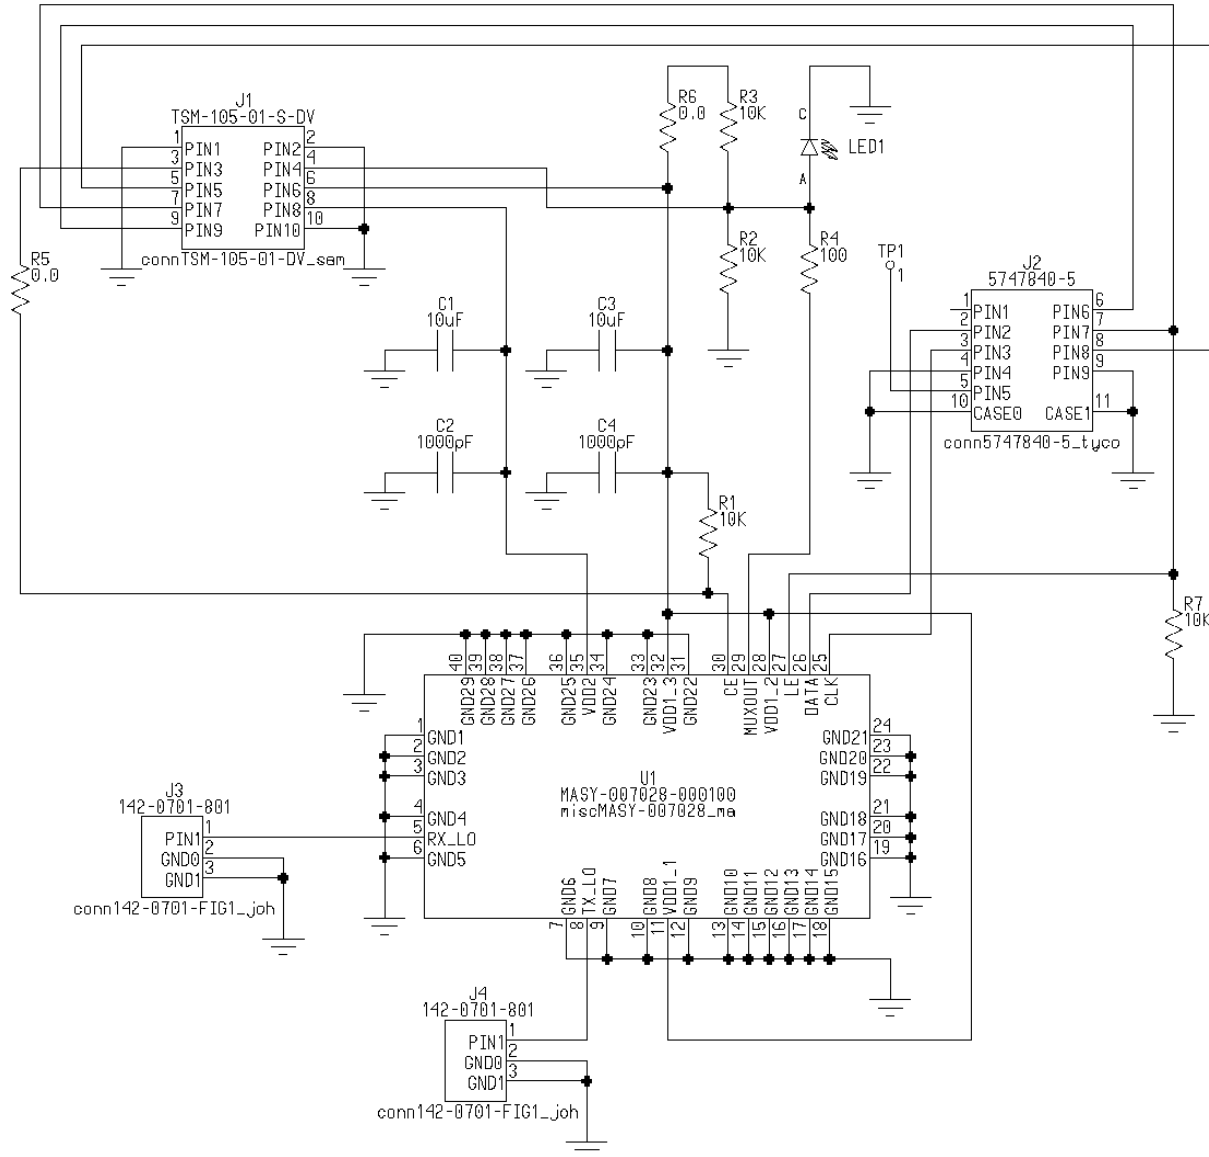 J1
TSM-105-01-S-DV
1 PIN1 PIN2 2
3 PIN3 PIN4 4
5 PIN5 PIN6 6
7 PIN7 PIN8 8
9 PIN9 PIN10 10
connTSM-105-01-DV_sam
R5
0.0
R6
0.0
R3
10K
C
LED1
A
R2
10K
R4
100
TP1
1
J2
5747840-5
1 PIN1 PIN6 6
2 PIN2 PIN7 7
3 PIN3 PIN8 8
4 PIN4 PIN9 9
5 PIN5
10 CASE0 CASE1 11
conn5747840-5_tyco
C1
10uF
C3
10uF
C2
1000pF
C4
1000pF
R1
10K
R7
10K
40 39 38 37 36 35 34 33 32 31 30 29 28 27 26 25
GND29 GND28 GND27 GND26 GND25 VDD2 GND24 GND23 VDD1_3 GND22 CE MUXOUT VDD1_2 LE DATA CLK
1 GND1 GND21 24
2 GND2 GND20 23
3 GND3 GND19 22
U1
MASY-007028-000100
miscMASY-007028_ma
4 GND4 GND18 21
5 RX_LO GND17 20
6 GND5 GND16 19
GND6 TX_LO GND7 GND8 VDD1_1 GND9 GND10 GND11 GND12 GND13 GND14 GND15
7 8 9 10 11 12 13 14 15 16 17 18
J3
142-0701-801
PIN1 1
GND0 2
GND1 3
conn142-0701-FIG1_joh
J4
142-0701-801
PIN1 1
GND0 2
GND1 3
conn142-0701-FIG1_joh